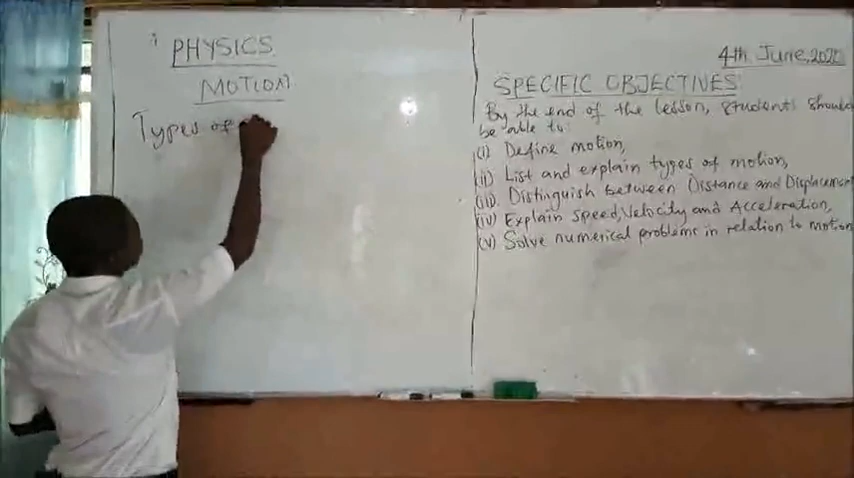 PHYSICS
MOTION
Types of
4th June, 2020
SPECIFIC OBJECTIVES
By the end of the lesson, students should
be able to:
(i) Define motion,
(ii) List and explain types of motion,
(iii) Distinguish between Distance and Displacement
(iv) Explain speed, Velocity and Acceleration,
(v) Solve numerical problems in relation to motion